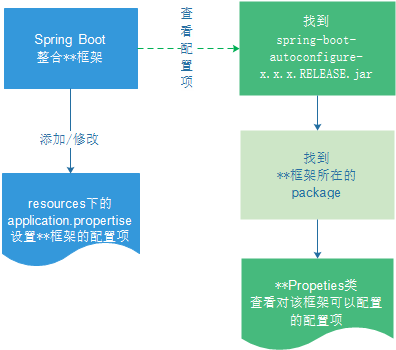 Spring Boot
整合**框架
查
看
配
置
项
找到
spring-boot-
autoconfigure-
x.x.x.RELEASE.jar
添加/修改
找到
**框架所在的
package
resources下的
application.propertise
设置**框架的配置项
**Propeties类
查看对该框架可以配置
的配置项